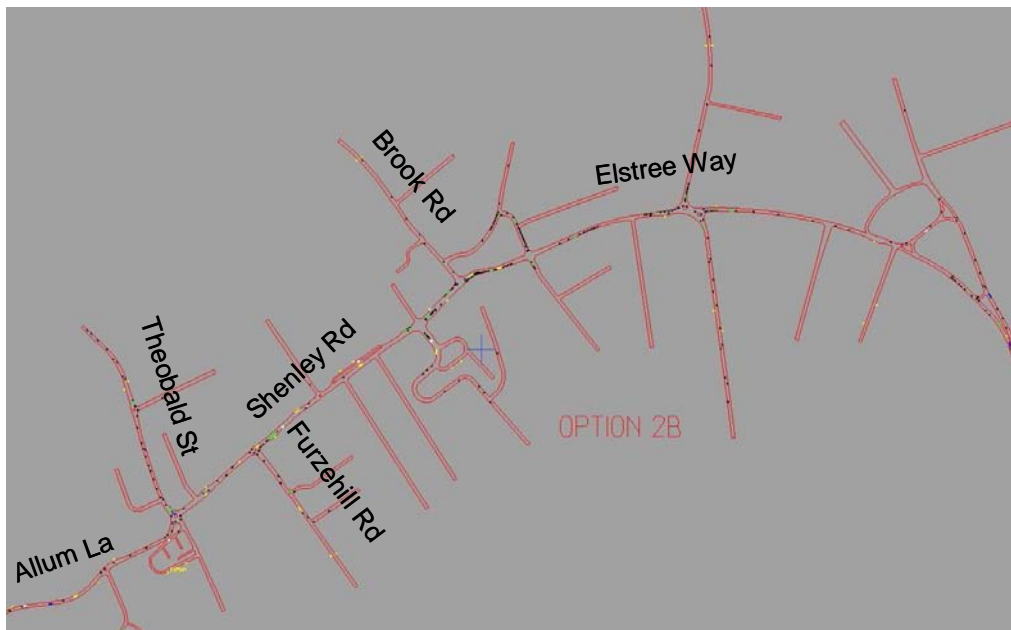 Brook Rd
Elstree Way
Theobald St
Shenley Rd
Furzehill Rd
OPTION 2B
Allum La